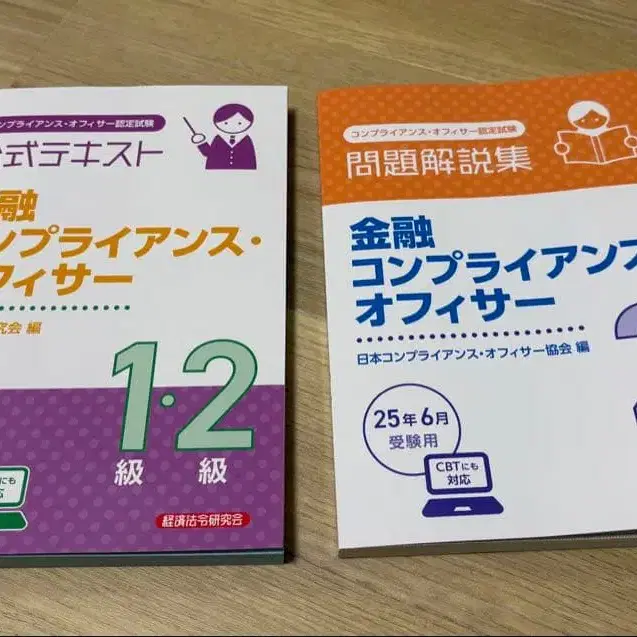 ンプライアンス・オフィサー認定試験
公式テキスト
融
ンプライアンス・
フィサー
究会 編
1・2
級 級
にも
応
経済法令研究会
コンプライアンス・オフィサー認定試験
問題解説集
金融
コンプライアンス
オフィサー
日本コンプライアンス・オフィサー協会 編
25年6月
受験用
CBTにも
対応